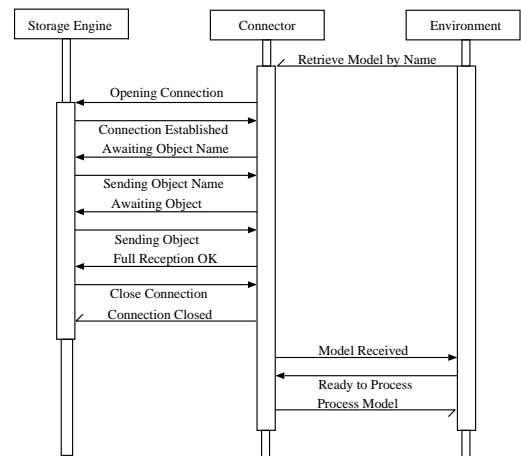 Storage Engine
Connector
Environment
Retrieve Model by Name
Opening Connection
Connection Established
Awaiting Object Name
Sending Object Name
Awaiting Object
Sending Object
Full Reception OK
Close Connection
Connection Closed
Model Received
Ready to Process
Process Model